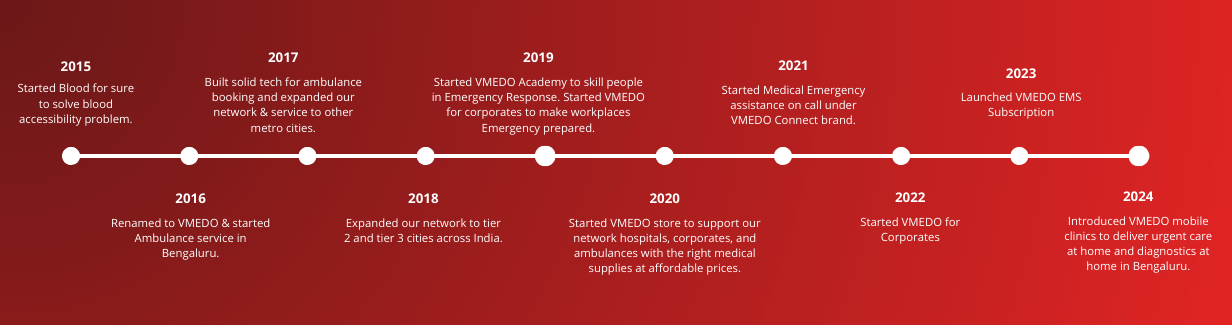 2015
Started Blood for sure
to solve blood
accessibility problem.
2016
Renamed to VMEDO & started
Ambulance service in
Bengaluru.
2017
Built solid tech for ambulance
booking and expanded our
network & service to other
metro cities.
2018
Expanded our network to tier
2 and tier 3 cities across India.
2019
Started VMEDO Academy to skill people
in Emergency Response. Started VMEDO
for corporates to make workplaces
Emergency prepared.
2020
Started VMEDO store to support our
network hospitals, corporates, and
ambulances with the right medical
supplies at affordable prices.
2021
Started Medical Emergency
assistance on call under
VMEDO Connect brand.
2022
Started VMEDO for
Corporates
2023
Launched VMEDO EMS
Subscription
2024
Introduced VMEDO mobile
clinics to deliver urgent care
at home and diagnostics at
home in Bengaluru.